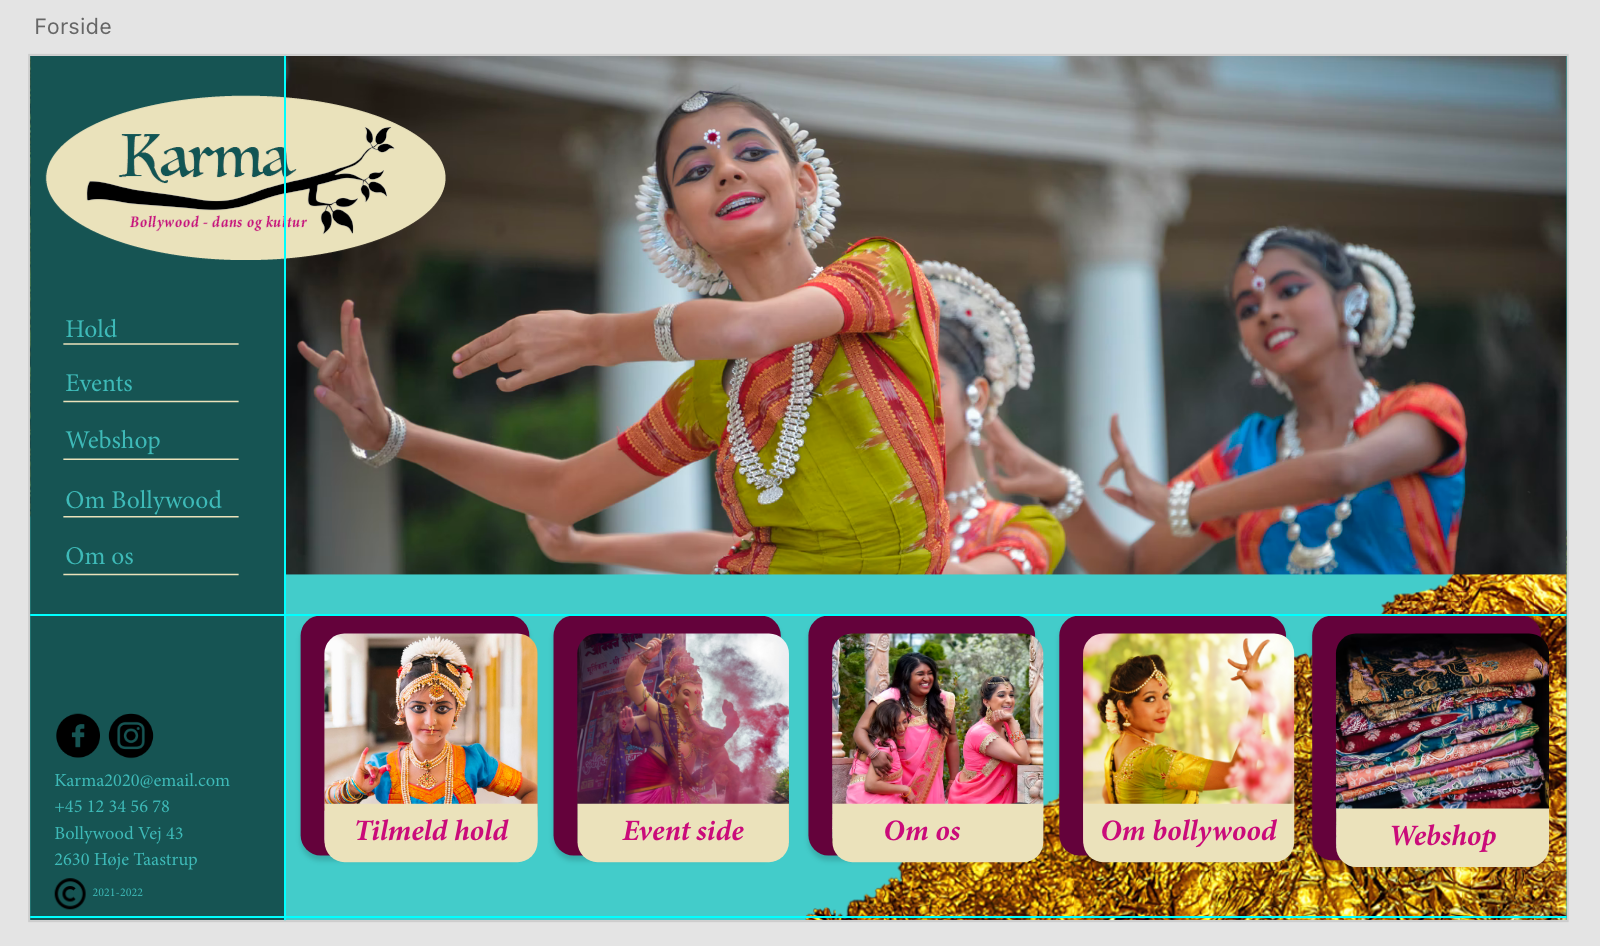 Forside
Karma
Bollywood - dans og kultur
Hold
Events
Webshop
Om Bollywood
Om os
Karma2020@email.com
+45 12 34 56 78
Bollywood Vej 43
2630 Høje Taastrup
© 2021-2022
Tilmeld hold
Event side
Om os
Om bollywood
Webshop